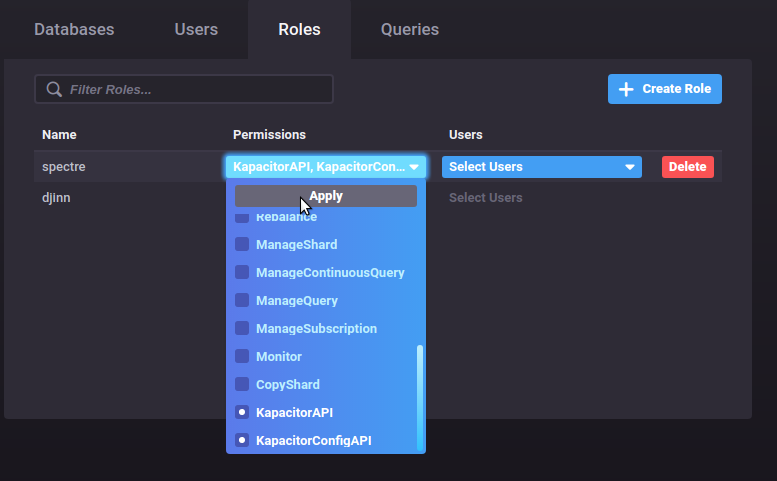 Databases Users Roles Queries
Filter Roles...
Create Role
Name Permissions Users
spectre KapacitorAPI, KapacitorCon... Select Users Delete
djinn Select Users
Apply
Rebalance
ManageShard
ManageContinuousQuery
ManageQuery
ManageSubscription
Monitor
CopyShard
KapacitorAPI
KapacitorConfigAPI